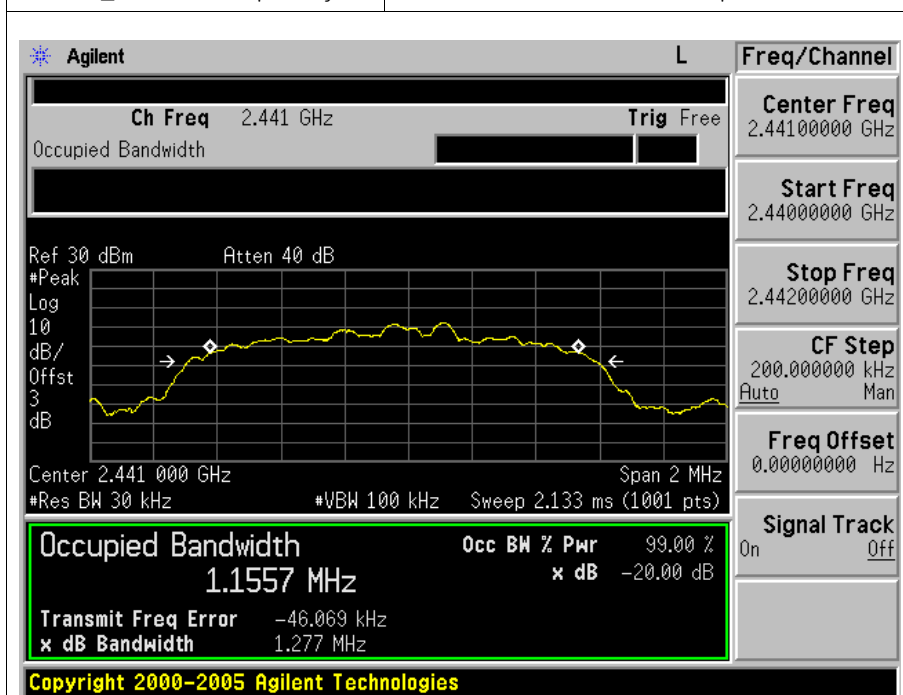 Agilent L Freq/Channel
Ch Freq 2.441 GHz Trig Free
Occupied Bandwidth
Center Freq
2.44100000 GHz
Start Freq
2.44000000 GHz
Stop Freq
2.44200000 GHz
CF Step
200.000000 kHz
Auto Man
Freq Offset
0.00000000 Hz
Signal Track
On Off
Ref 30 dBm Atten 40 dB
#Peak
Log
10
dB/
Offst
3
dB
Center 2.441 000 GHz Span 2 MHz
#Res BW 30 kHz #VBW 100 kHz Sweep 2.133 ms (1001 pts)
Occupied Bandwidth Occ BW % Pwr 99.00 %
1.1557 MHz x dB -20.00 dB
Transmit Freq Error -46.069 kHz
x dB Bandwidth 1.277 MHz
Copyright 2000-2005 Agilent Technologies